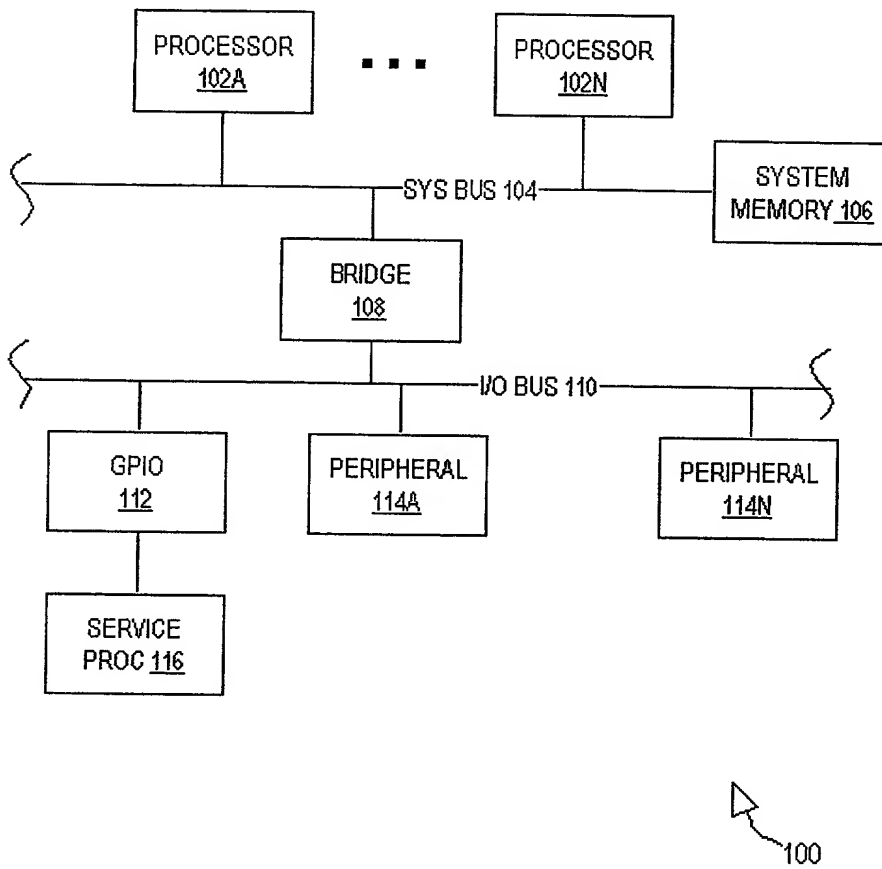 PROCESSOR
102A
PROCESSOR
102N
SYS BUS 104
SYSTEM
MEMORY 106
BRIDGE
108
I/O BUS 110
GPIO
112
PERIPHERAL
114A
PERIPHERAL
114N
SERVICE
PROC 116
100